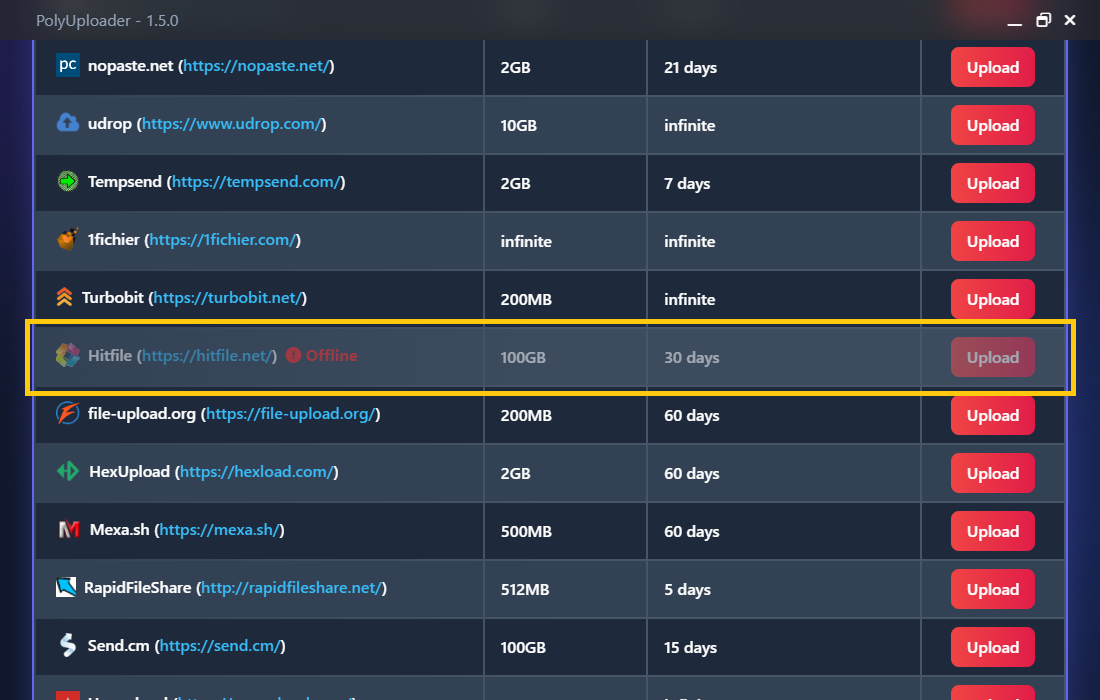 PolyUploader - 1.5.0
pc nopaste.net (https://nopaste.net/) 2GB 21 days Upload
udrop (https://www.udrop.com/) 10GB infinite Upload
Tempsend (https://tempsend.com/) 2GB 7 days Upload
1fichier (https://1fichier.com/) infinite infinite Upload
Turbobit (https://turbobit.net/) 200MB infinite Upload
Hitfile (https://hitfile.net/) Offline 100GB 30 days Upload
file-upload.org (https://file-upload.org/) 200MB 60 days Upload
HexUpload (https://hexload.com/) 2GB 60 days Upload
Mexa.sh (https://mexa.sh/) 500MB 60 days Upload
RapidFileShare (http://rapidfileshare.net/) 512MB 5 days Upload
Send.cm (https://send.cm/) 100GB 15 days Upload